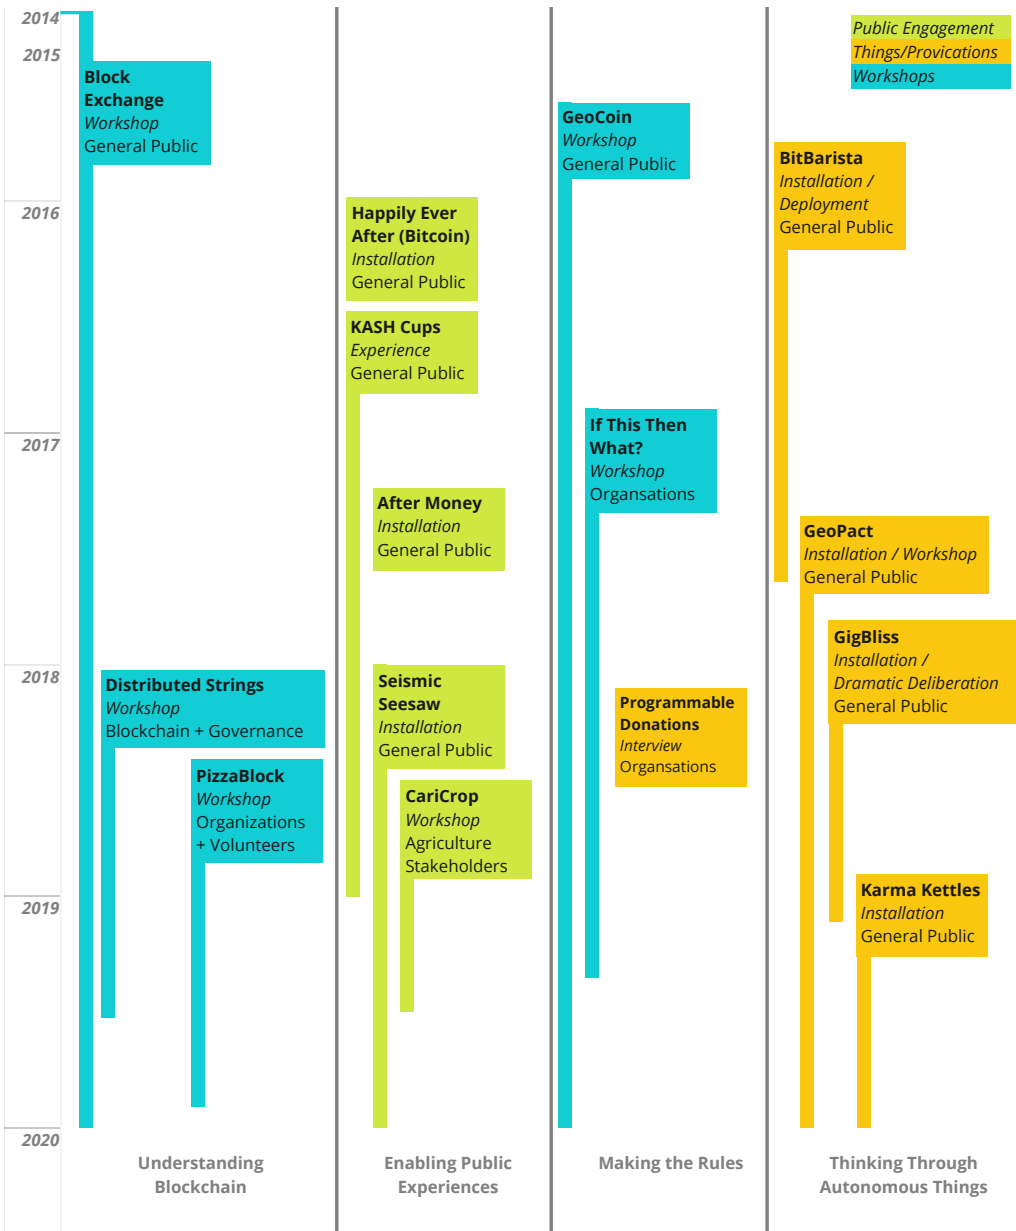 2014
2015
2016
2017
2018
2019
2020
Public Engagement
Things/Provications
Workshops
Block
Exchange
Workshop
General Public
Distributed Strings
Workshop
Blockchain + Governance
PizzaBlock
Workshop
Organizations
+ Volunteers
Understanding
Blockchain
Happily Ever
After (Bitcoin)
Installation
General Public
KASH Cups
Experience
General Public
After Money
Installation
General Public
Seismic
Seesaw
Installation
General Public
CariCrop
Workshop
Agriculture
Stakeholders
Enabling Public
Experiences
GeoCoin
Workshop
General Public
If This Then
What?
Workshop
Organsations
Programmable
Donations
Interview
Organsations
Making the Rules
BitBarista
Installation /
Deployment
General Public
GeoPact
Installation / Workshop
General Public
GigBliss
Installation /
Dramatic Deliberation
General Public
Karma Kettles
Installation
General Public
Thinking Through
Autonomous Things